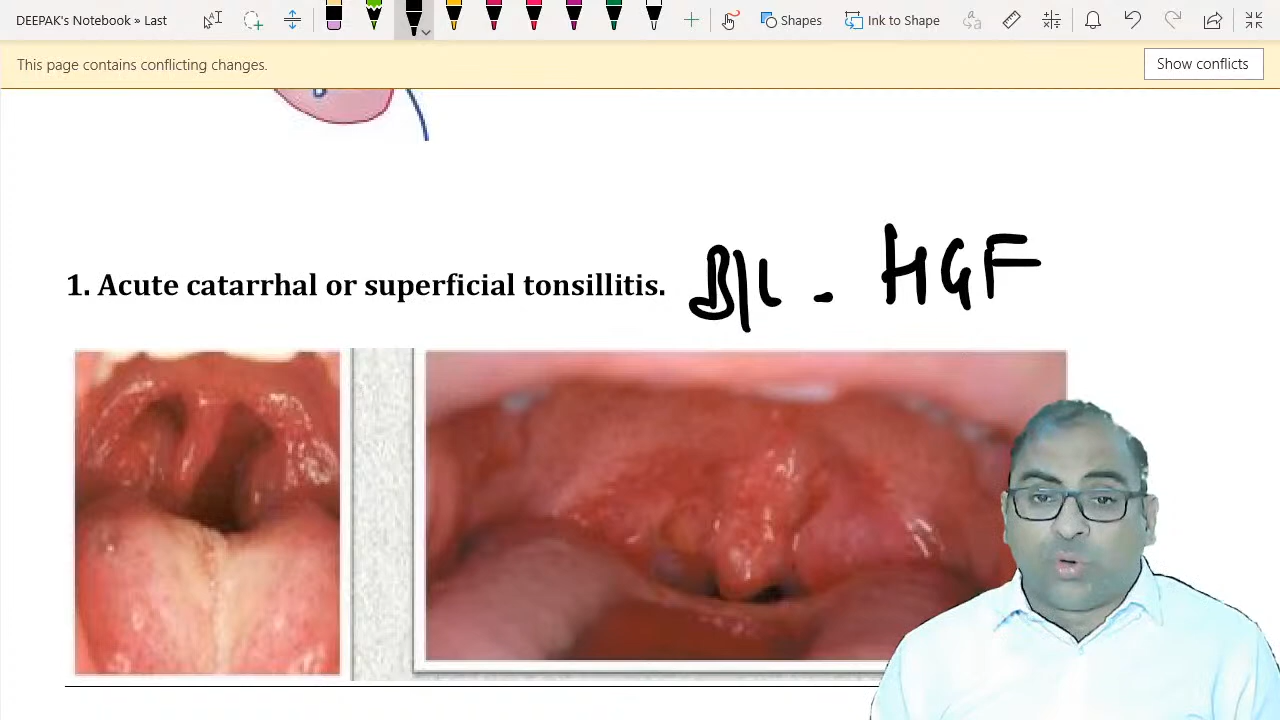 DEEPAK's Notebook » Last
Shapes
Ink to Shape
This page contains conflicting changes.
Show conflicts
1. Acute catarrhal or superficial tonsillitis. B/L - HGF